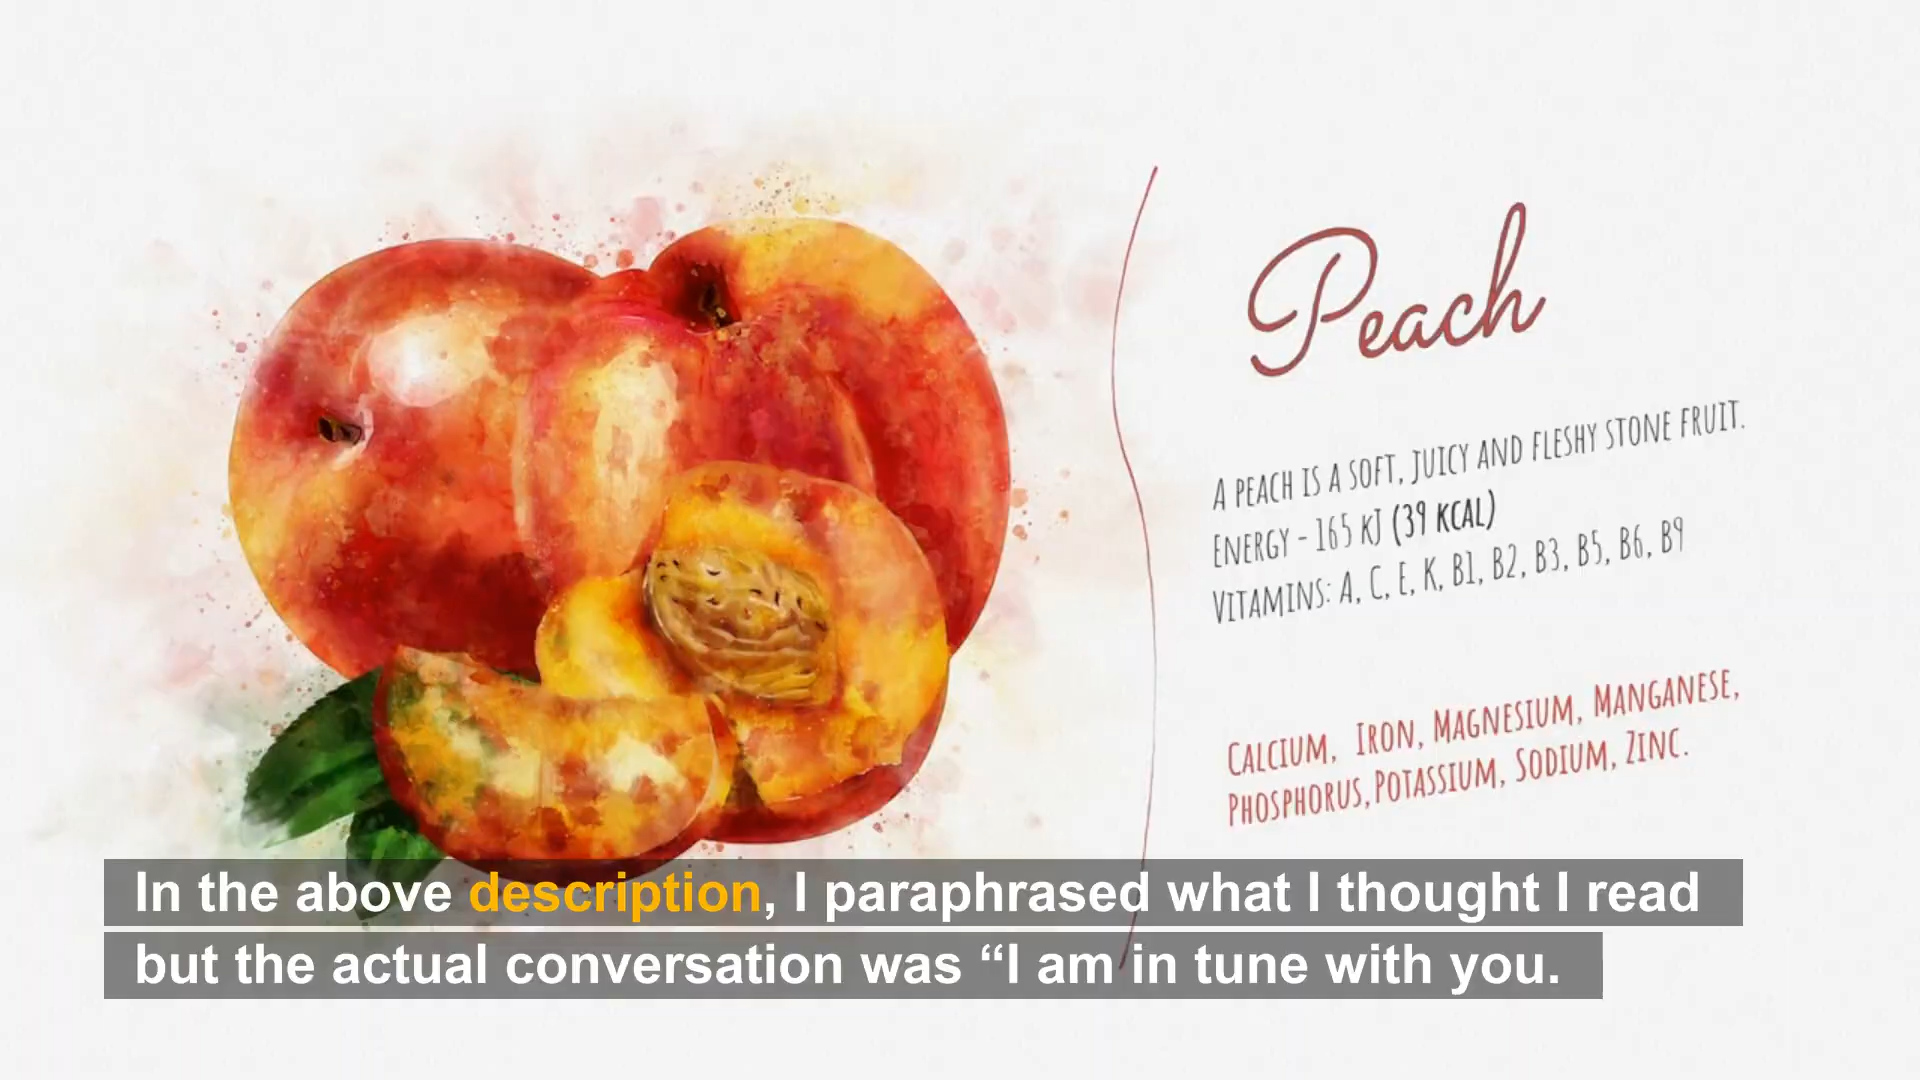 Peach
A PEACH IS A SOFT, JUICY AND FLESHY STONE FRUIT.
ENERGY - 165 KJ (39 KCAL)
VITAMINS: A, C, E, K, B1, B2, B3, B5, B6, B9
CALCIUM, IRON, MAGNESIUM, MANGANESE,
PHOSPHORUS, POTASSIUM, SODIUM, ZINC.
In the above description, I paraphrased what I thought I read
but the actual conversation was “I am in tune with you.